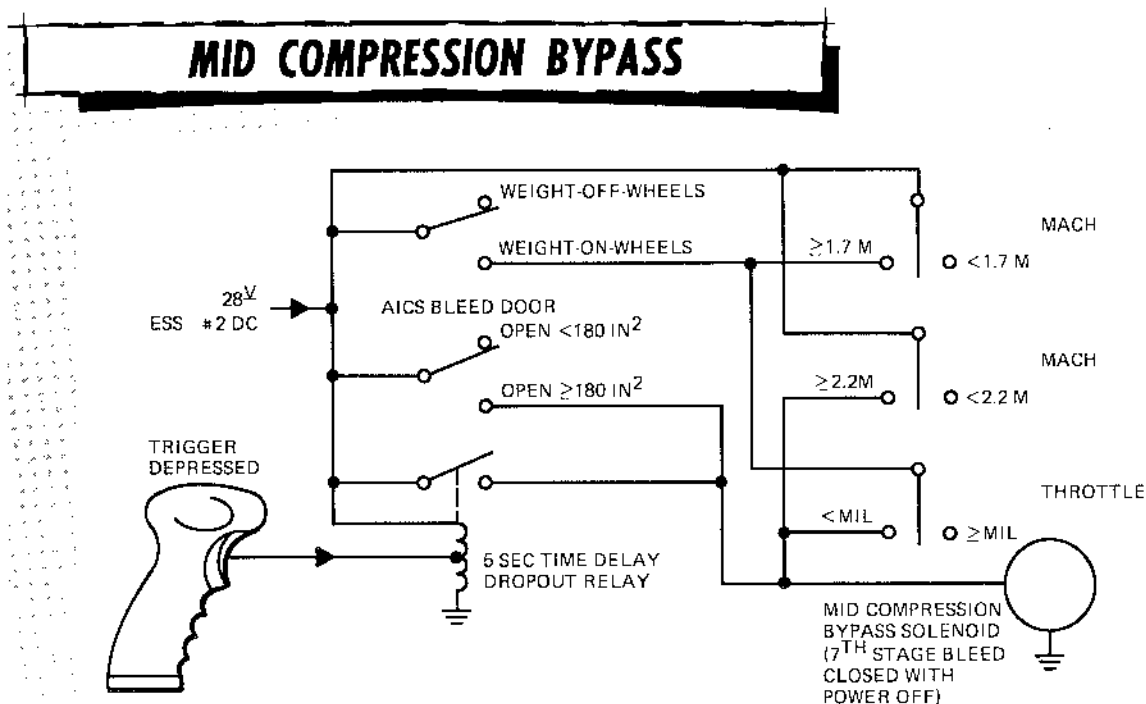 MID COMPRESSION BYPASS
WEIGHT-OFF-WHEELS
WEIGHT-ON-WHEELS
28V
ESS #2 DC
AICS BLEED DOOR
OPEN <180 IN²
OPEN ≥180 IN²
TRIGGER
DEPRESSED
5 SEC TIME DELAY
DROPOUT RELAY
MACH
≥1.7 M
<1.7 M
MACH
≥2.2M
<2.2 M
THROTTLE
<MIL
≥MIL
MID COMPRESSION
BYPASS SOLENOID
(7TH STAGE BLEED
CLOSED WITH
POWER OFF)